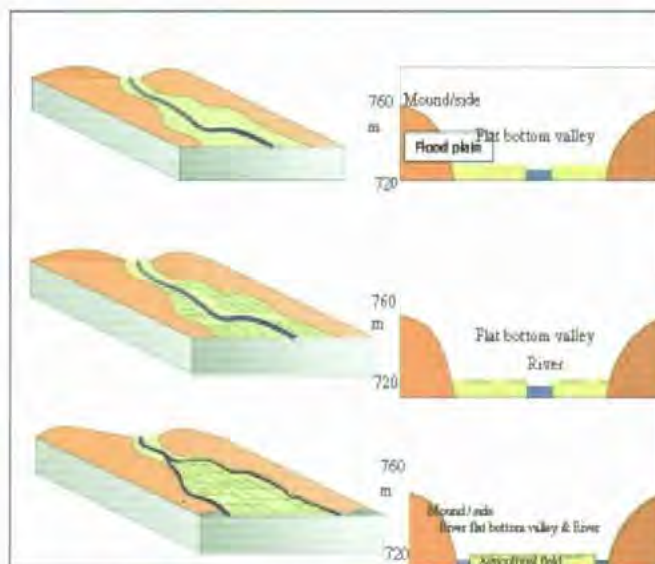 760
m
Mound/side
Flat bottom valley
Flood plain
720
760
m
Flat bottom valley
River
720
760
m
Mound/side
River flat bottom valley & River
720
Agricultural field